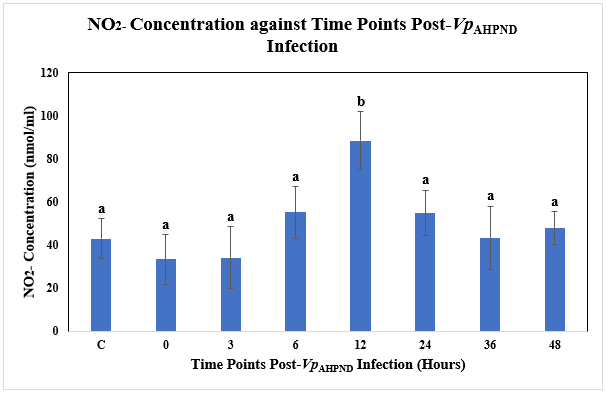 NO2- Concentration against Time Points Post-VpAHPND
Infection
NO2- Concentration (nmol/ml)
120
100
80
60
40
20
0
a
a
a
a
b
a
a
a
C 0 3 6 12 24 36 48
Time Points Post-VpAHPND Infection (Hours)